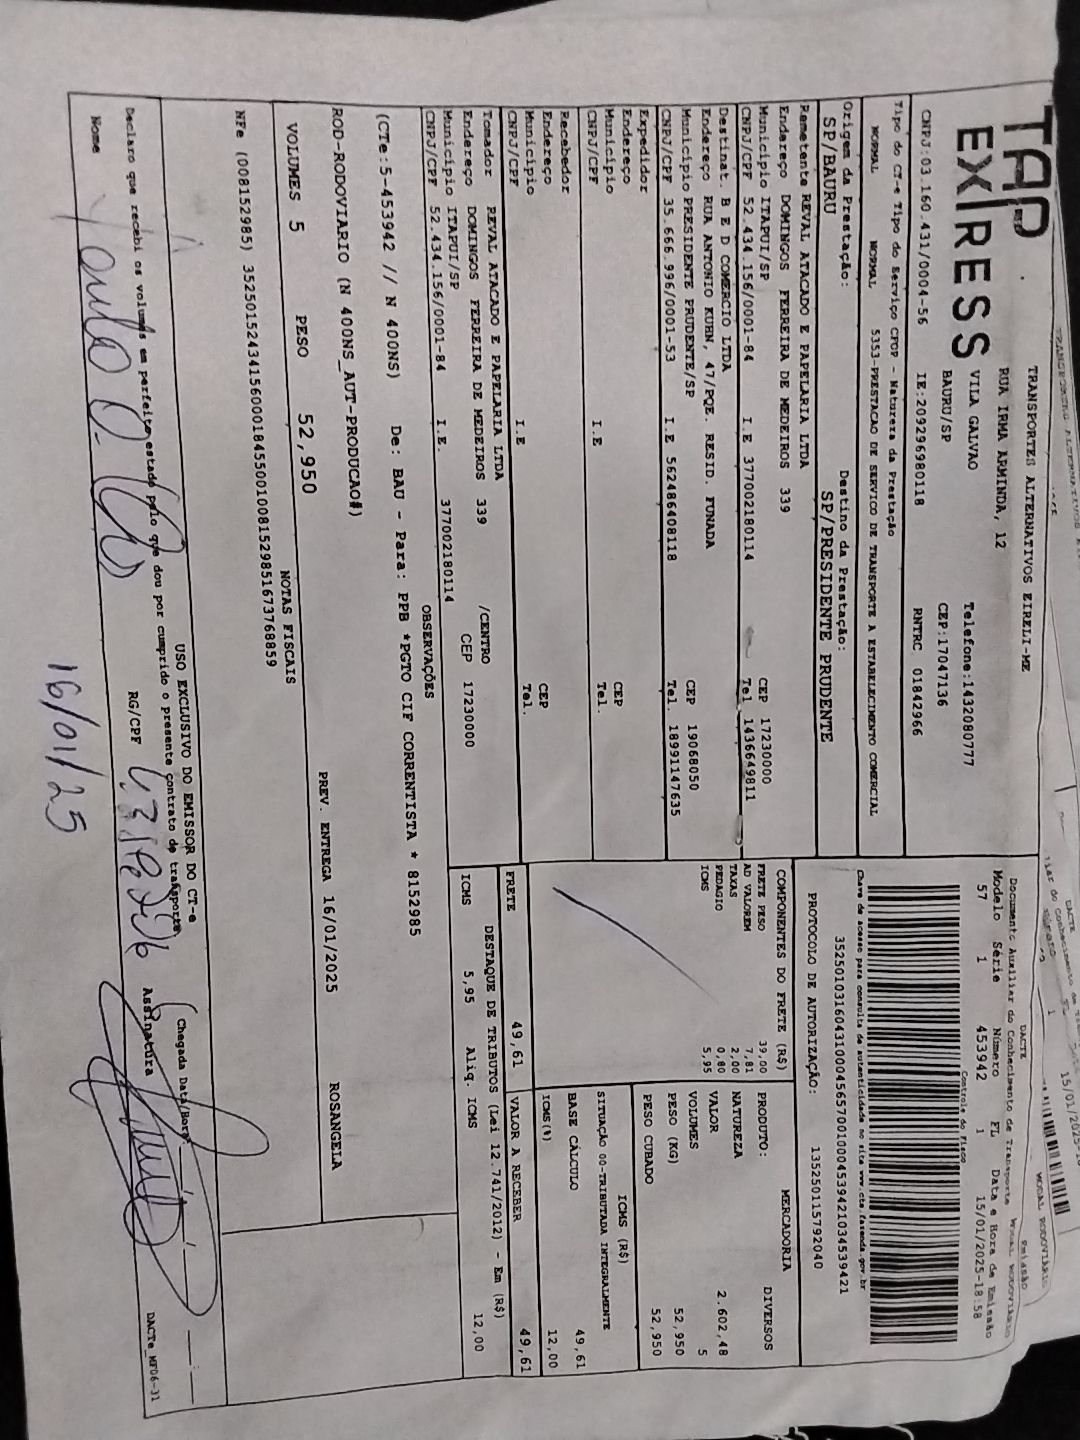 TAP
EXPRESS
TRANSPORTES ALTERNATIVOS EIRELI-ME
RUA IRMA ARMINDA, 12
VILA GALVAO
BAURU/SP
Telefone:1432080777
CEP:17047136
CNPJ:03.160.431/0004-56 IE:209296980118 RNTRC 01842966
Tipo do CT-e Tipo do Serviço CFOP - Natureza da Prestação
NORMAL NORMAL 5353-PRESTACAO DE SERVICO DE TRANSPORTE A ESTABELECIMENTO COMERCIAL
Origem da Prestação: Destino da Prestação:
SP/BAURU SP/PRESIDENTE PRUDENTE
Remetente REVAL ATACADO E PAPELARIA LTDA
Endereço DOMINGOS FERREIRA DE MEDEIROS 339
Município ITAPUI/SP CEP 17230000
CNPJ/CPF 52.434.156/0001-84 I.E 377002180114 Tel 1436649811
Destinat. B E D COMERCIO LTDA
Endereço RUA ANTONIO KUHN, 47/PQE. RESID. FUNADA
Município PRESIDENTE PRUDENTE/SP CEP 19068050
CNPJ/CPF 35.666.996/0001-53 I.E 562486408118 Tel. 18991147635
Expedidor
Endereço
Município CEP
CNPJ/CPF I.E Tel.
Recebedor
Endereço
Município CEP
CNPJ/CPF I.E Tel.
Tomador REVAL ATACADO E PAPELARIA LTDA
Endereço DOMINGOS FERREIRA DE MEDEIROS 339 /CENTRO
Município ITAPUI/SP CEP 17230000
CNPJ/CPF 52.434.156/0001-84 I.E. 377002180114
Documento Auxiliar do Conhecimento de Transporte
DACTE
MODAL RODOVIÁRIO
Modelo Série Número FL Data e Hora de Emissão
57 1 453942 1 15/01/2025-18:58
Controle do Fisco
Chave de acesso para consulta de autenticidade no site www.cte.fazenda.gov.br
35250103160431000456570010004539421034539421
PROTOCOLO DE AUTORIZAÇÃO: 135250115792040
COMPONENTES DO FRETE (R$)
FRETE PESO 39,00
AD VALOREM 7,81
TAXAS 2,00
PEDAGIO 0,80
ICMS 5,95
MERCADORIA
PRODUTO: DIVERSOS
NATUREZA
VALOR 2.602,48
VOLUMES 5
PESO (KG) 52,950
PESO CUBADO 52,950
ICMS (R$)
SITUAÇÃO 00-TRIBUTADA INTEGRALMENTE
BASE CÁLCULO 49,61
ICMS(%) 12,00
FRETE 49,61 VALOR A RECEBER 49,61
DESTAQUE DE TRIBUTOS (Lei 12.741/2012) - Em (R$)
ICMS 5,95 Aliq. ICMS 12,00
OBSERVAÇÕES
(CTe:5-453942 // N 400NS) De: BAU - Para: PPB *PGTO CIF CORRENTISTA * 8152985
ROD-RODOVIARIO (N 400NS_AUT-PRODUCAO#)
PREV. ENTREGA 16/01/2025 ROSANGELA
VOLUMES 5 PESO 52,950
NOTAS FISCAIS
NFe (008152985) 35250152434156000184550010081529851673768859
USO EXCLUSIVO DO EMISSOR DO CT-e
Declaro que recebi os volumes em perfeito estado pelo que dou por cumprido o presente contrato de transporte
Chegada Data/Hora:
Nome RG/CPF Assinatura
16/01/25
DACTe_MT06-31